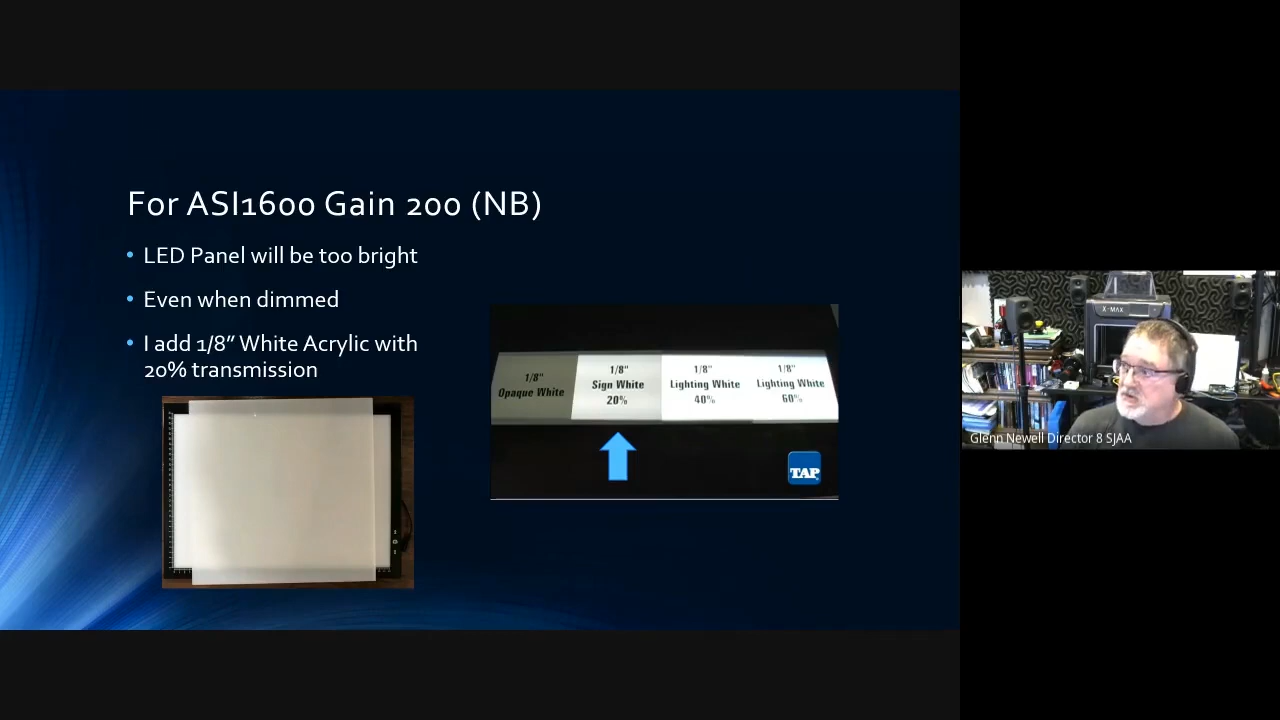 For ASI1600 Gain 200 (NB)
• LED Panel will be too bright
• Even when dimmed
• I add 1/8” White Acrylic with
20% transmission
1/8"
Opaque White
1/8"
Sign White
20%
1/8"
Lighting White
40%
1/8"
Lighting White
60%
TAP
X-MAX
Glenn Newell Director 8 SJAA